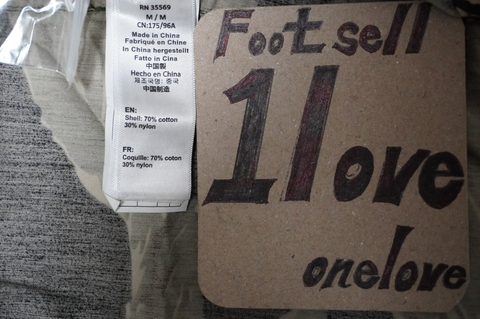 RN 35569
M / M
CN:175/96A
Made in China
Fabriqué en Chine
In China hergestellt
Fatto in Cina
中国製
Hecho en China
제조국명: 중국
中国制造
EN:
Shell: 70% cotton
30% nylon
FR:
Coquille: 70% coton
30% nylon
Foot sell
1love
onelove